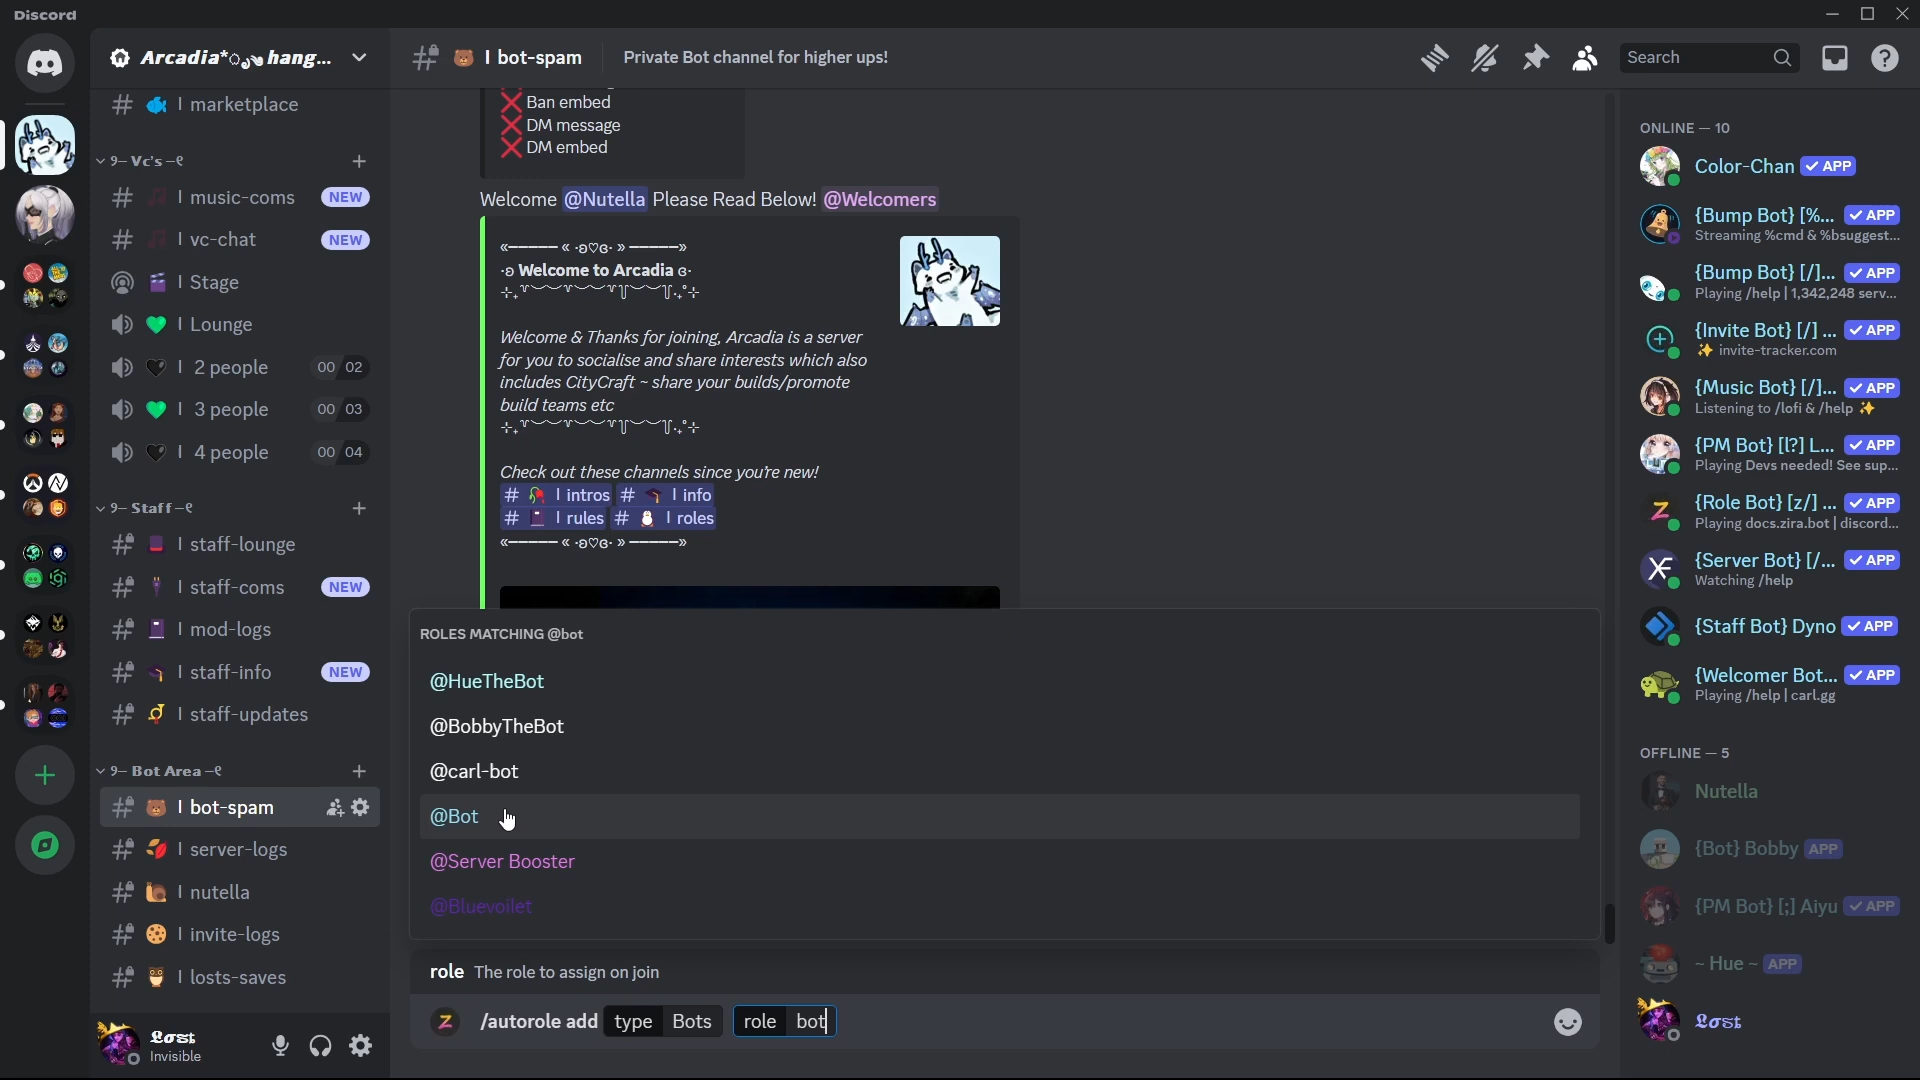 Discord
Arcadia*ೃ༄ hang...
I marketplace
୨– Vc's –୧
I music-coms NEW
I vc-chat NEW
I Stage
I Lounge
I 2 people 00 02
I 3 people 00 03
I 4 people 00 04
୨– Staff –୧
I staff-lounge
I staff-coms NEW
I mod-logs
I staff-info NEW
I staff-updates
୨– Bot Area –୧
I bot-spam
I server-logs
I nutella
I invite-logs
I losts-saves
𝕷σѕт
Invisible
I bot-spam Private Bot channel for higher ups!
Search
Ban embed
DM message
DM embed
Welcome @Nutella Please Read Below! @Welcomers
«───── « ·ʚ♡ɞ· » ─────»
·ʚ Welcome to Arcadia ɞ·
Welcome & Thanks for joining, Arcadia is a server
for you to socialise and share interests which also
includes CityCraft ~ share your builds/promote
build teams etc
Check out these channels since you're new!
# I intros # I info
# I rules # I roles
«───── « ·ʚ♡ɞ· » ─────»
ROLES MATCHING @bot
@HueTheBot
@BobbyTheBot
@carl-bot
@Bot
@Server Booster
@Bluevoilet
role The role to assign on join
/autorole add type Bots role bot
ONLINE — 10
Color-Chan APP
{Bump Bot} [%... APP
Streaming %cmd & %bsuggest...
{Bump Bot} [/]... APP
Playing /help | 1,342,248 serv...
{Invite Bot} [/] ... APP
✨ invite-tracker.com
{Music Bot} [/]... APP
Listening to /lofi & /help ✨
{PM Bot} [l?] L... APP
Playing Devs needed! See sup...
{Role Bot} [z/] ... APP
Playing docs.zira.bot | discord...
{Server Bot} [/... APP
Watching /help
{Staff Bot} Dyno APP
{Welcomer Bot... APP
Playing /help | carl.gg
OFFLINE — 5
Nutella
{Bot} Bobby APP
{PM Bot} [;] Aiyu APP
~ Hue ~ APP
𝕷σѕт